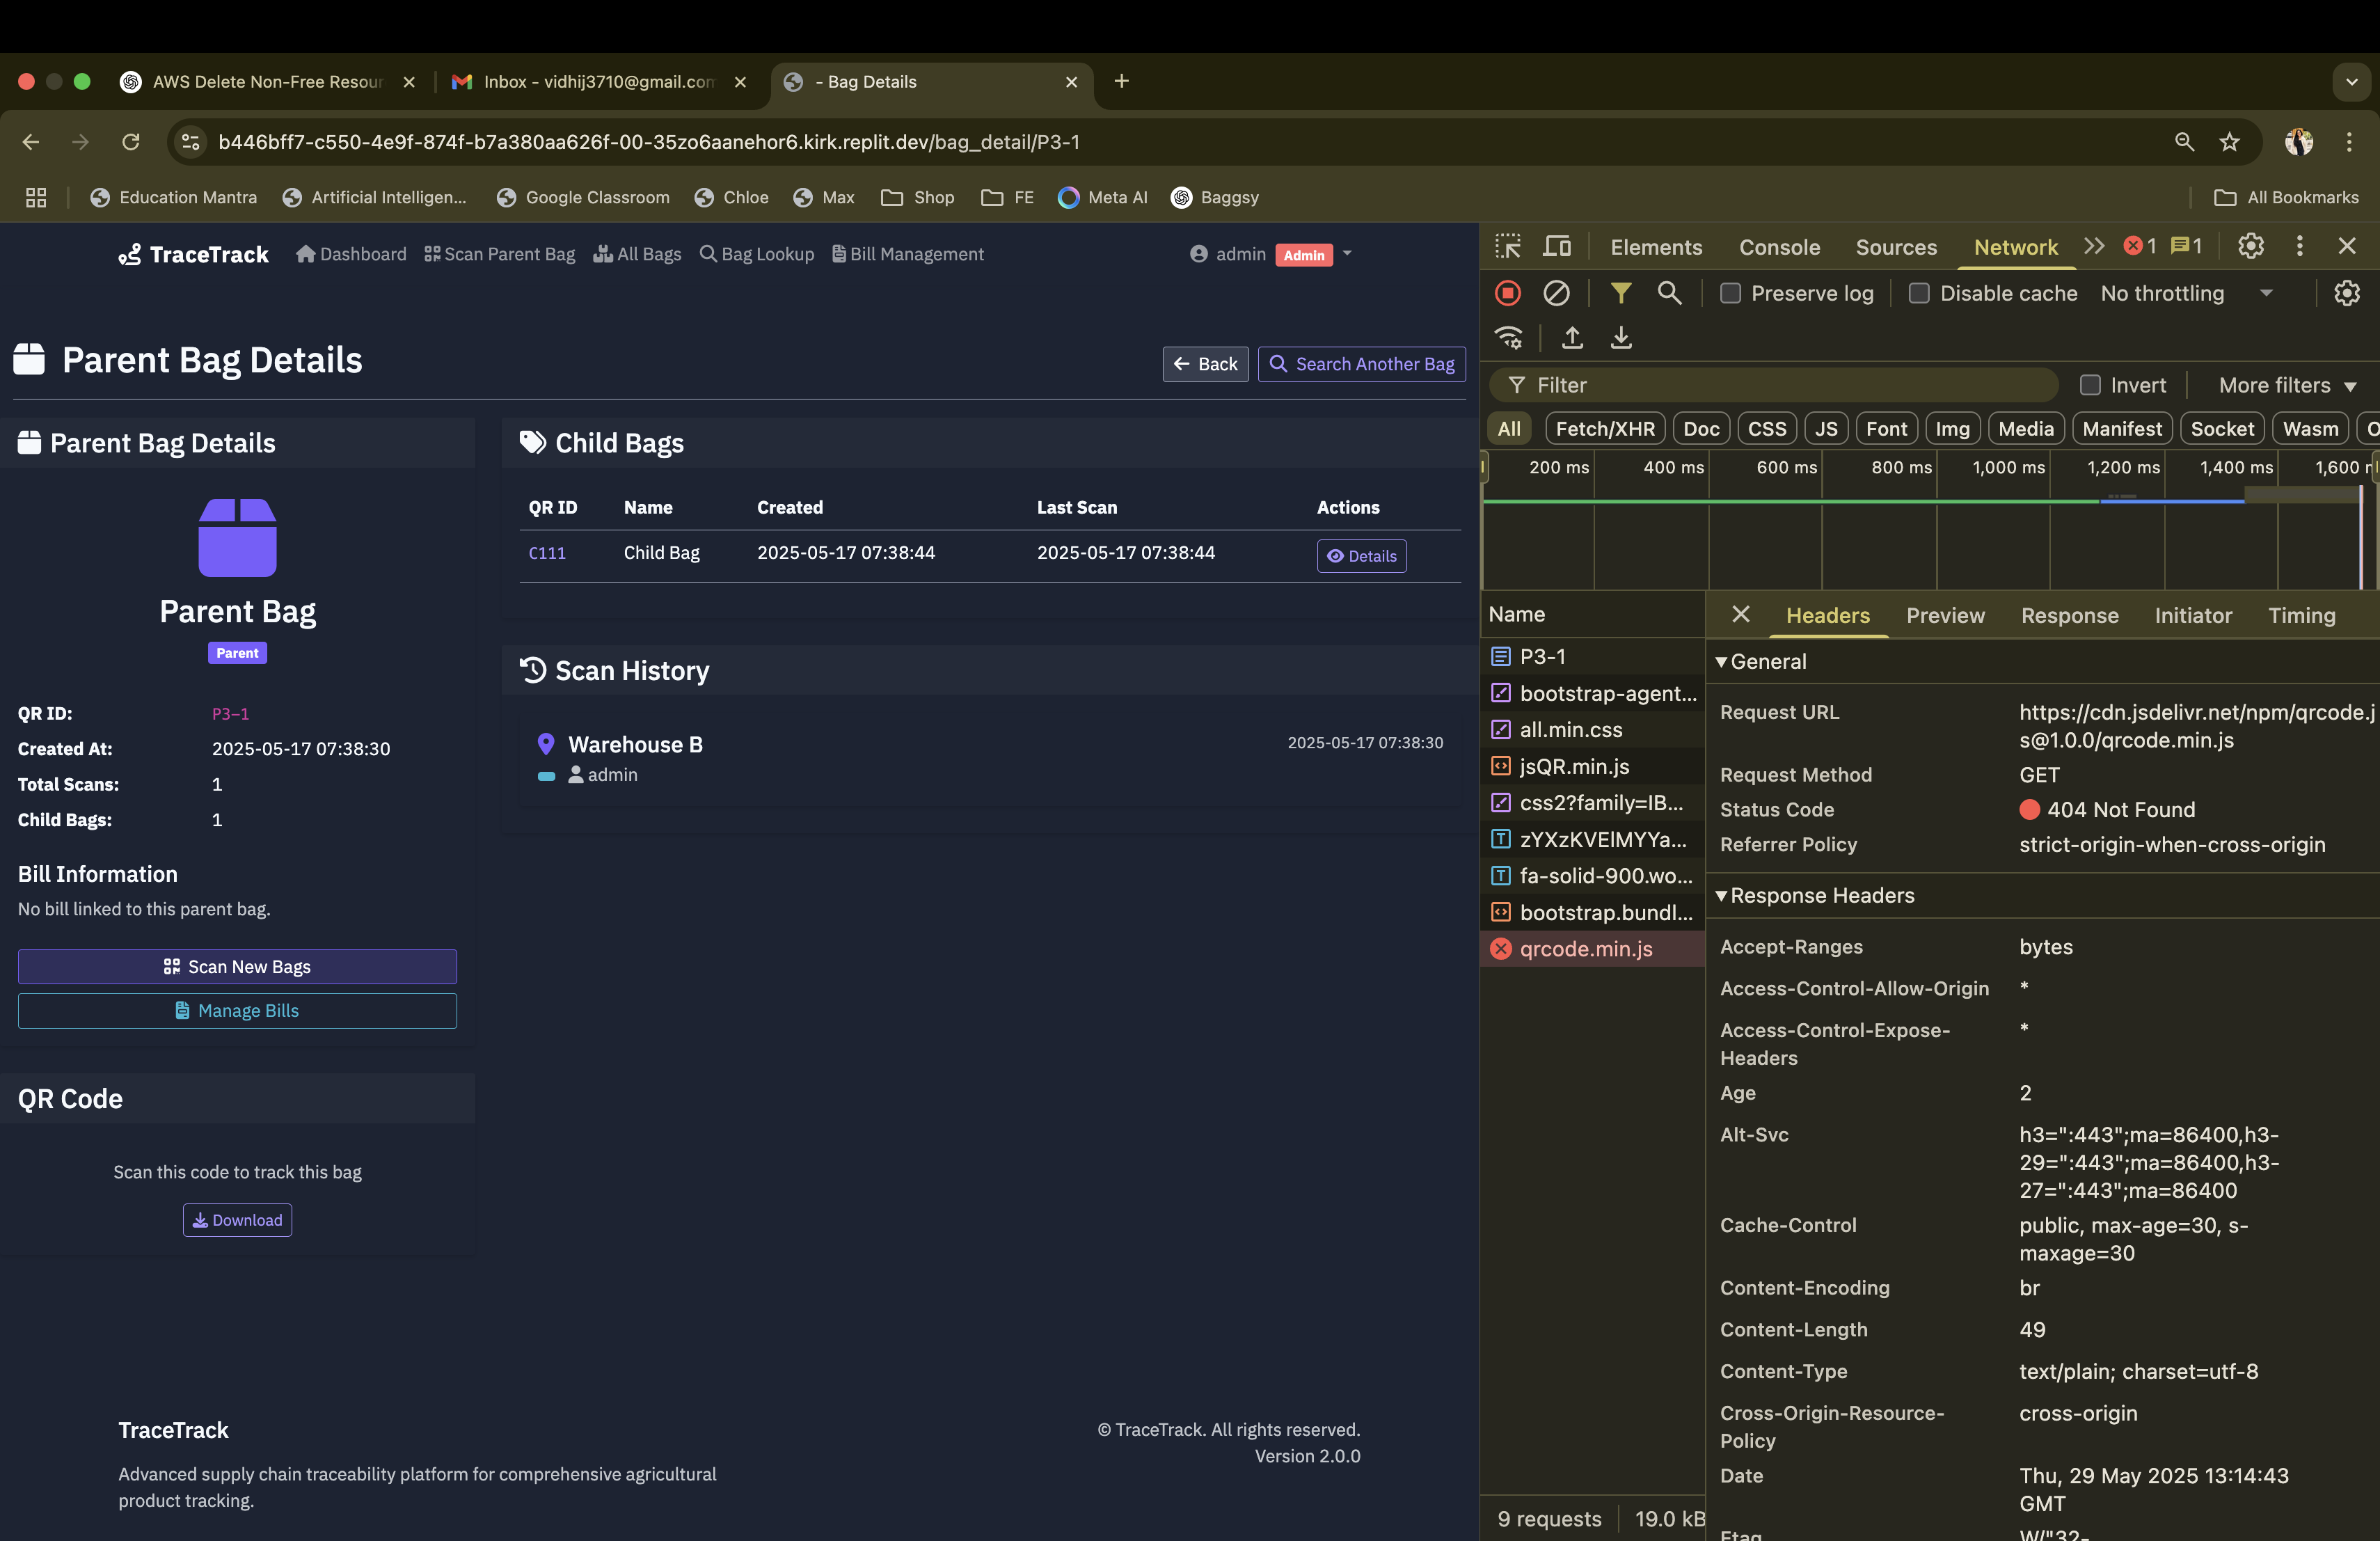 AWS Delete Non-Free Resour
Inbox - vidhij3710@gmail.com
- Bag Details
b446bff7-c550-4e9f-874f-b7a380aa626f-00-35zo6aanehor6.kirk.replit.dev/bag_detail/P3-1
Education Mantra
Artificial Intelligen...
Google Classroom
Chloe
Max
Shop
FE
Meta AI
Baggsy
All Bookmarks
TraceTrack
Dashboard
Scan Parent Bag
All Bags
Bag Lookup
Bill Management
admin Admin
Parent Bag Details
Back
Search Another Bag
Parent Bag Details
Parent Bag
Parent
QR ID: P3-1
Created At: 2025-05-17 07:38:30
Total Scans: 1
Child Bags: 1
Bill Information
No bill linked to this parent bag.
Scan New Bags
Manage Bills
QR Code
Scan this code to track this bag
Download
Child Bags
QR ID Name Created Last Scan Actions
C111 Child Bag 2025-05-17 07:38:44 2025-05-17 07:38:44 Details
Scan History
Warehouse B 2025-05-17 07:38:30
admin
TraceTrack
Advanced supply chain traceability platform for comprehensive agricultural
product tracking.
© TraceTrack. All rights reserved.
Version 2.0.0
Elements Console Sources Network 1 1
Preserve log Disable cache No throttling
Filter Invert More filters
All Fetch/XHR Doc CSS JS Font Img Media Manifest Socket Wasm
200 ms 400 ms 600 ms 800 ms 1,000 ms 1,200 ms 1,400 ms 1,600
Name
P3-1
bootstrap-agent...
all.min.css
jsQR.min.js
css2?family=IB...
zYXzKVElMYYa...
fa-solid-900.wo...
bootstrap.bundl...
qrcode.min.js
9 requests 19.0 kB
Headers Preview Response Initiator Timing
General
Request URL https://cdn.jsdelivr.net/npm/qrcode.j
s@1.0.0/qrcode.min.js
Request Method GET
Status Code 404 Not Found
Referrer Policy strict-origin-when-cross-origin
Response Headers
Accept-Ranges bytes
Access-Control-Allow-Origin *
Access-Control-Expose- *
Headers
Age 2
Alt-Svc h3=":443";ma=86400,h3-
29=":443";ma=86400,h3-
27=":443";ma=86400
Cache-Control public, max-age=30, s-
maxage=30
Content-Encoding br
Content-Length 49
Content-Type text/plain; charset=utf-8
Cross-Origin-Resource- cross-origin
Policy
Date Thu, 29 May 2025 13:14:43
GMT
Etag W/"32-